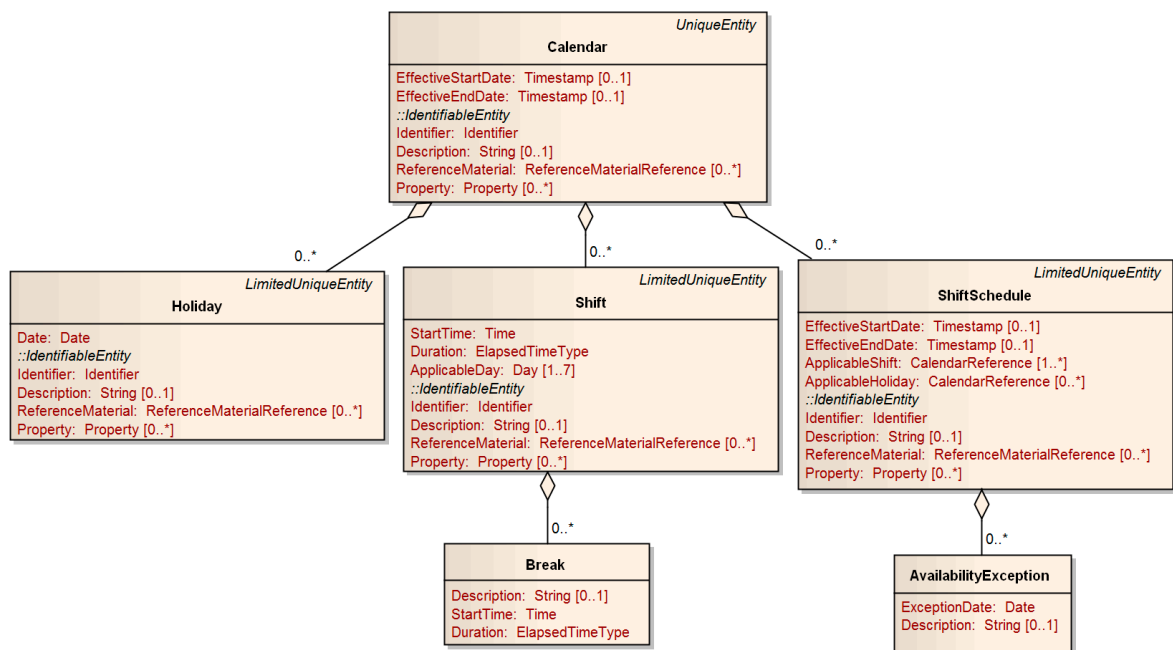 UniqueEntity
Calendar
EffectiveStartDate: Timestamp [0..1]
EffectiveEndDate: Timestamp [0..1]
::IdentifiableEntity
Identifier: Identifier
Description: String [0..1]
ReferenceMaterial: ReferenceMaterialReference [0..*]
Property: Property [0..*]
0..*
0..*
0..*
LimitedUniqueEntity
Holiday
Date: Date
::IdentifiableEntity
Identifier: Identifier
Description: String [0..1]
ReferenceMaterial: ReferenceMaterialReference [0..*]
Property: Property [0..*]
LimitedUniqueEntity
Shift
StartTime: Time
Duration: ElapsedTimeType
ApplicableDay: Day [1..7]
::IdentifiableEntity
Identifier: Identifier
Description: String [0..1]
ReferenceMaterial: ReferenceMaterialReference [0..*]
Property: Property [0..*]
LimitedUniqueEntity
ShiftSchedule
EffectiveStartDate: Timestamp [0..1]
EffectiveEndDate: Timestamp [0..1]
ApplicableShift: CalendarReference [1..*]
ApplicableHoliday: CalendarReference [0..*]
::IdentifiableEntity
Identifier: Identifier
Description: String [0..1]
ReferenceMaterial: ReferenceMaterialReference [0..*]
Property: Property [0..*]
0..*
Break
Description: String [0..1]
StartTime: Time
Duration: ElapsedTimeType
0..*
AvailabilityException
ExceptionDate: Date
Description: String [0..1]